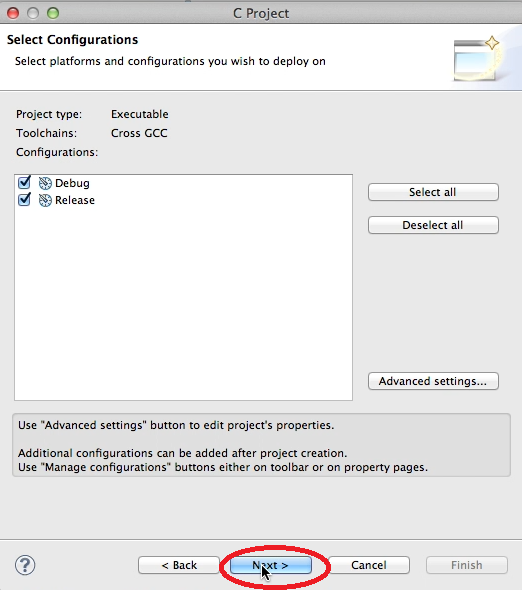 C Project
Select Configurations
Select platforms and configurations you wish to deploy on
Project type: Executable
Toolchains: Cross GCC
Configurations:
Debug
Release
Select all
Deselect all
Advanced settings...
Use "Advanced settings" button to edit project's properties.
Additional configurations can be added after project creation.
Use "Manage configurations" buttons either on toolbar or on property pages.
?
< Back
Next >
Cancel
Finish